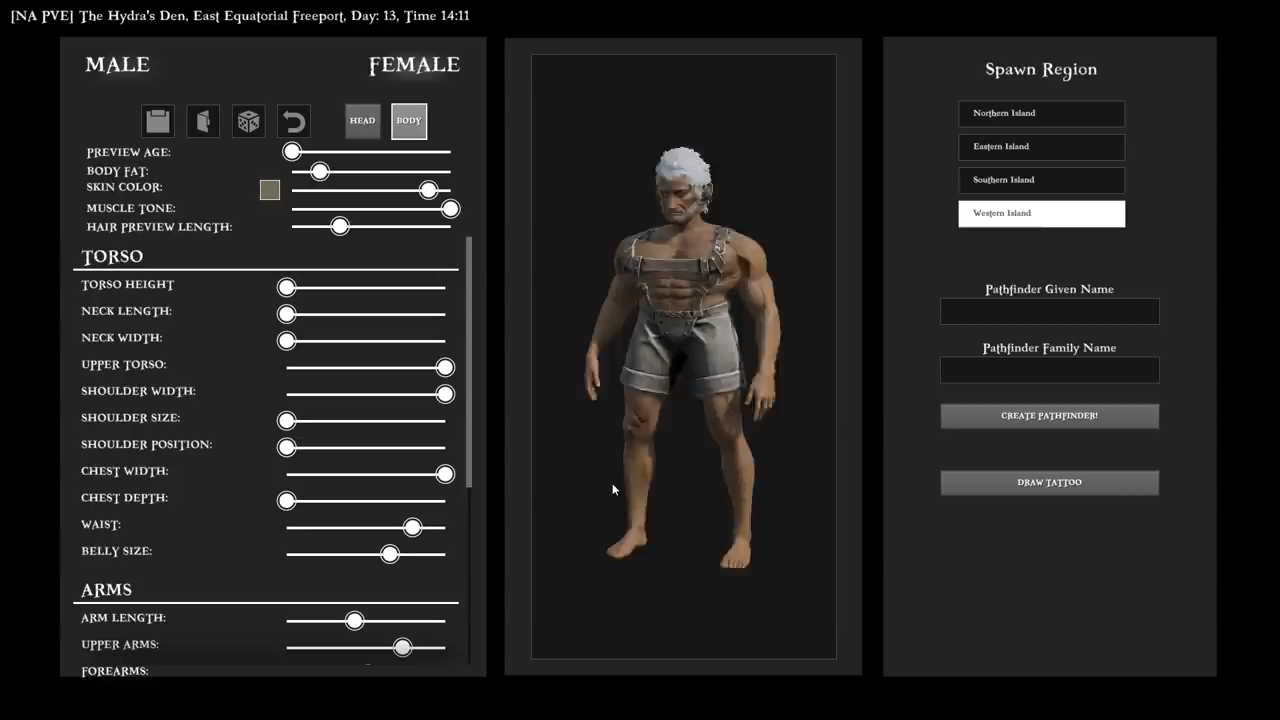 [NA PVE] The Hydra's Den, East Equatorial Freeport, Day: 13, Time 14:11
MALE FEMALE
HEAD BODY
PREVIEW AGE:
BODY FAT:
SKIN COLOR:
MUSCLE TONE:
HAIR PREVIEW LENGTH:
TORSO
TORSO HEIGHT
NECK LENGTH:
NECK WIDTH:
UPPER TORSO:
SHOULDER WIDTH:
SHOULDER SIZE:
SHOULDER POSITION:
CHEST WIDTH:
CHEST DEPTH:
WAIST:
BELLY SIZE:
ARMS
ARM LENGTH:
UPPER ARMS:
FOREARMS:
Spawn Region
Northern Island
Eastern Island
Southern Island
Western Island
Pathfinder Given Name
Pathfinder Family Name
CREATE PATHFINDER!
DRAW TATTOO